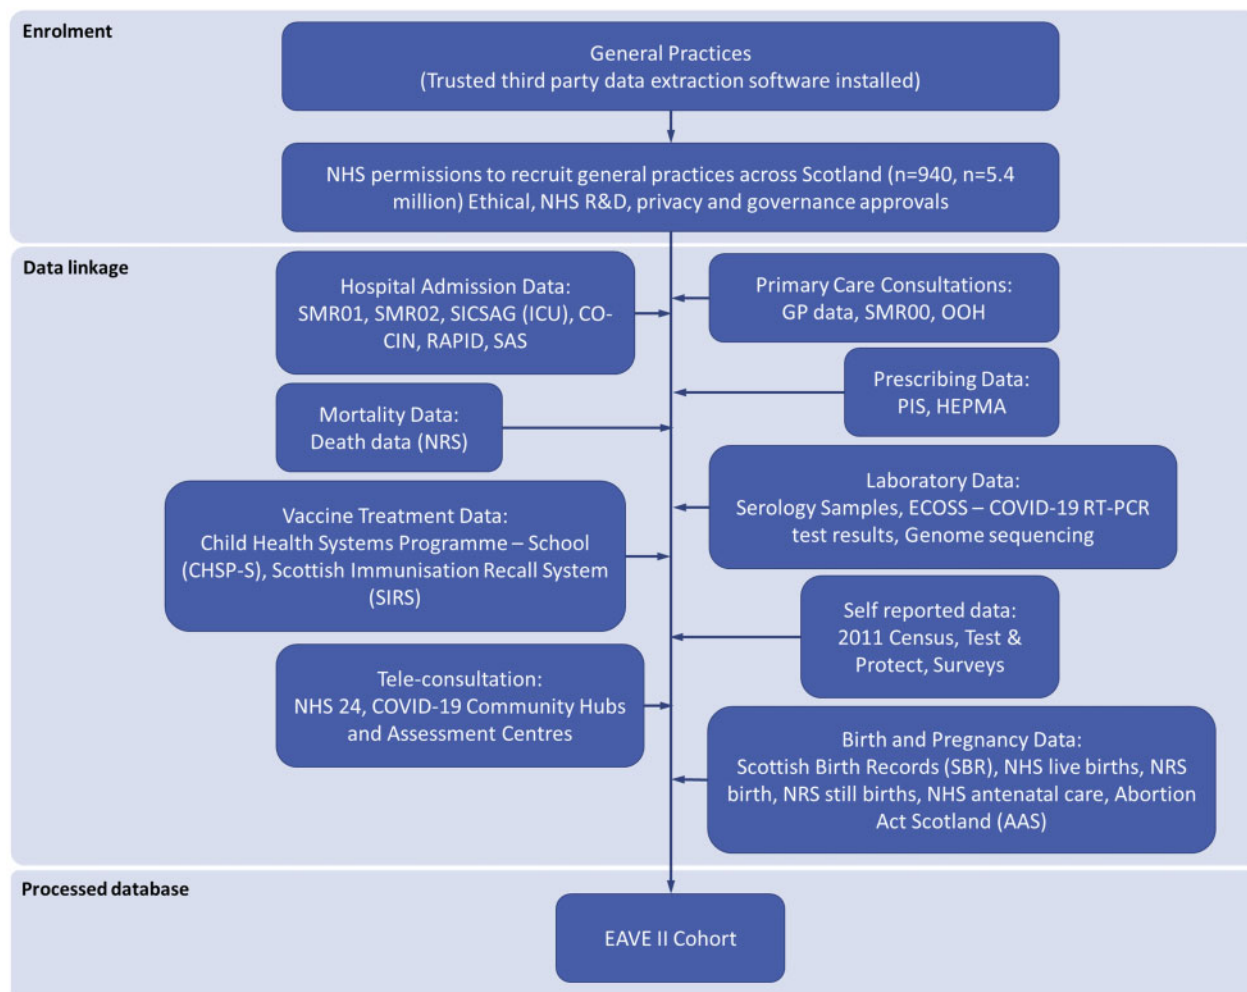 Enrolment
General Practices
(Trusted third party data extraction software installed)
NHS permissions to recruit general practices across Scotland (n=940, n=5.4
million) Ethical, NHS R&D, privacy and governance approvals
Data linkage
Hospital Admission Data:
SMR01, SMR02, SICSAG (ICU), CO-
CIN, RAPID, SAS
Primary Care Consultations:
GP data, SMR00, OOH
Prescribing Data:
PIS, HEPMA
Mortality Data:
Death data (NRS)
Laboratory Data:
Serology Samples, ECOSS – COVID-19 RT-PCR
test results, Genome sequencing
Vaccine Treatment Data:
Child Health Systems Programme – School
(CHSP-S), Scottish Immunisation Recall System
(SIRS)
Self reported data:
2011 Census, Test &
Protect, Surveys
Tele-consultation:
NHS 24, COVID-19 Community Hubs
and Assessment Centres
Birth and Pregnancy Data:
Scottish Birth Records (SBR), NHS live births, NRS
birth, NRS still births, NHS antenatal care, Abortion
Act Scotland (AAS)
Processed database
EAVE II Cohort